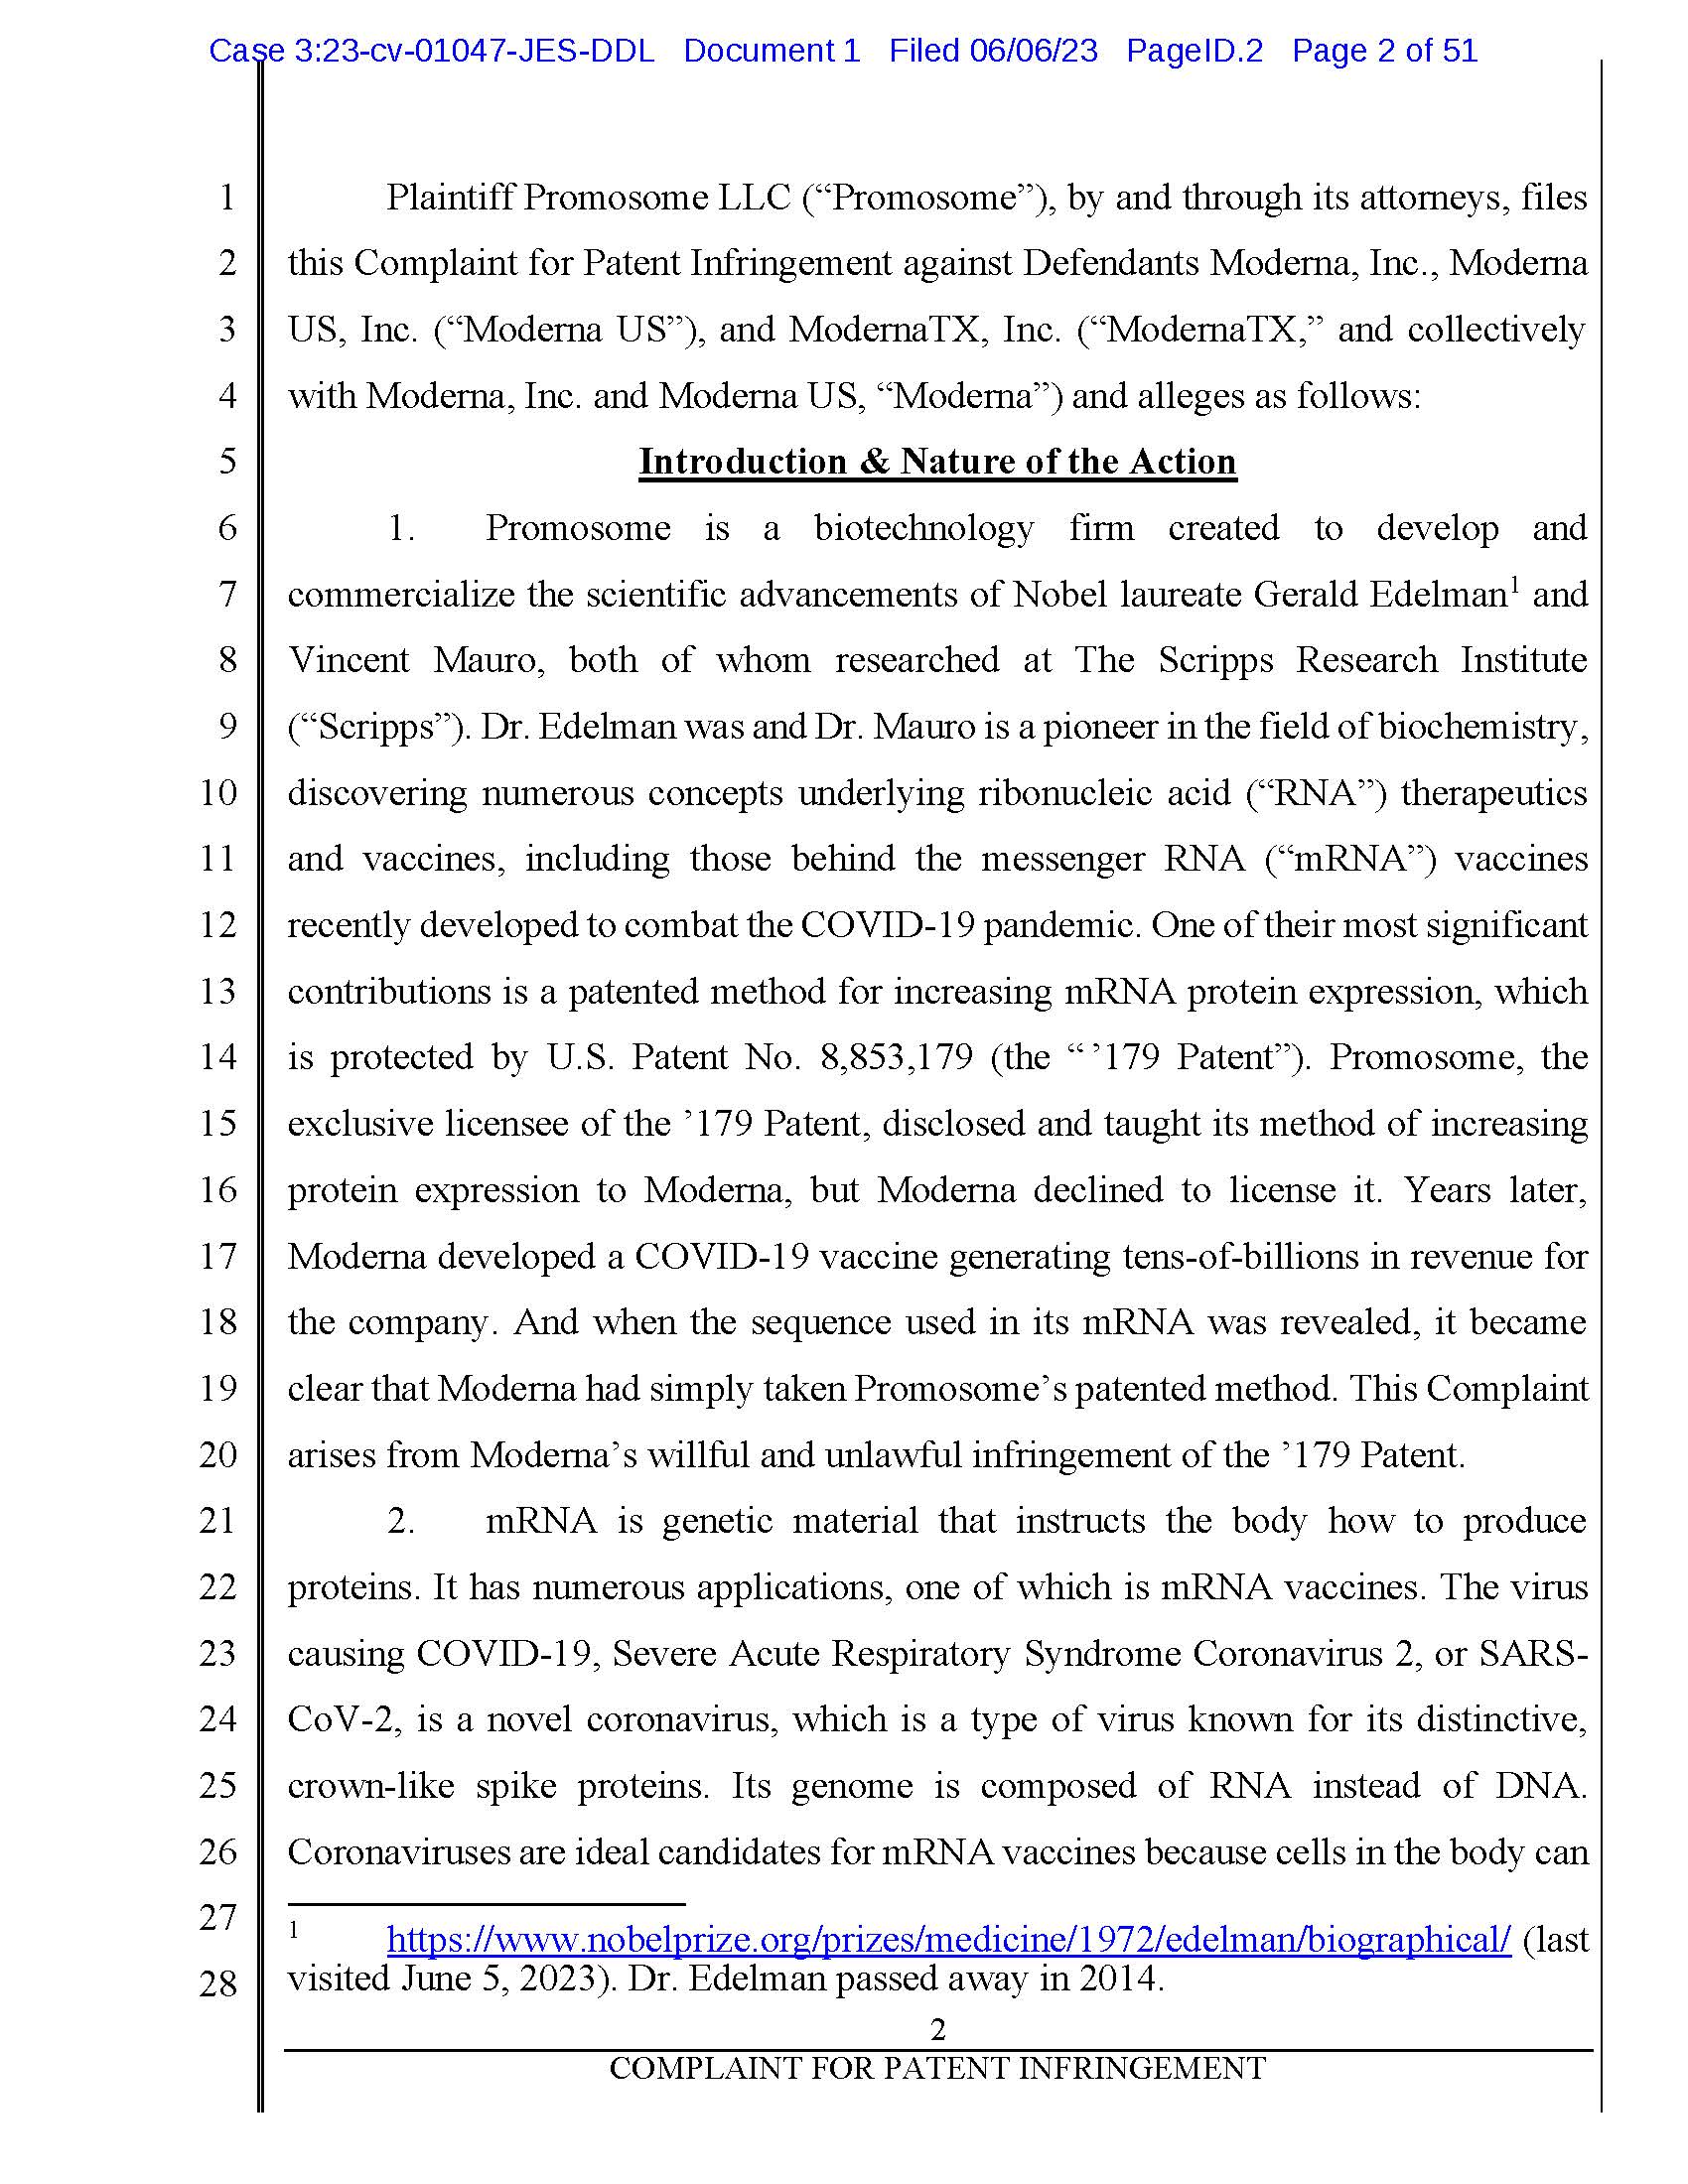 Case 3:23-cv-01047-JES-DDL Document 1 Filed 06/06/23 PageID.2 Page 2 of 51
1 Plaintiff Promosome LLC (“Promosome”), by and through its attorneys, files
2 this Complaint for Patent Infringement against Defendants Moderna, Inc., Moderna
3 US, Inc. (“Moderna US”), and ModernaTX, Inc. (“ModernaTX,” and collectively
4 with Moderna, Inc. and Moderna US, “Moderna”) and alleges as follows:
5 Introduction & Nature of the Action
6 1. Promosome is a biotechnology firm created to develop and
7 commercialize the scientific advancements of Nobel laureate Gerald Edelman1 and
8 Vincent Mauro, both of whom researched at The Scripps Research Institute
9 (“Scripps”). Dr. Edelman was and Dr. Mauro is a pioneer in the field of biochemistry,
10 discovering numerous concepts underlying ribonucleic acid (“RNA”) therapeutics
11 and vaccines, including those behind the messenger RNA (“mRNA”) vaccines
12 recently developed to combat the COVID-19 pandemic. One of their most significant
13 contributions is a patented method for increasing mRNA protein expression, which
14 is protected by U.S. Patent No. 8,853,179 (the “ ’179 Patent”). Promosome, the
15 exclusive licensee of the ’179 Patent, disclosed and taught its method of increasing
16 protein expression to Moderna, but Moderna declined to license it. Years later,
17 Moderna developed a COVID-19 vaccine generating tens-of-billions in revenue for
18 the company. And when the sequence used in its mRNA was revealed, it became
19 clear that Moderna had simply taken Promosome’s patented method. This Complaint
20 arises from Moderna’s willful and unlawful infringement of the ’179 Patent.
21 2. mRNA is genetic material that instructs the body how to produce
22 proteins. It has numerous applications, one of which is mRNA vaccines. The virus
23 causing COVID-19, Severe Acute Respiratory Syndrome Coronavirus 2, or SARS-
24 CoV-2, is a novel coronavirus, which is a type of virus known for its distinctive,
25 crown-like spike proteins. Its genome is composed of RNA instead of DNA.
26 Coronaviruses are ideal candidates for mRNA vaccines because cells in the body can
27 1 https://www.nobelprize.org/prizes/medicine/1972/edelman/biographical/ (last
28 visited June 5, 2023). Dr. Edelman passed away in 2014.
2
COMPLAINT FOR PATENT INFRINGEMENT